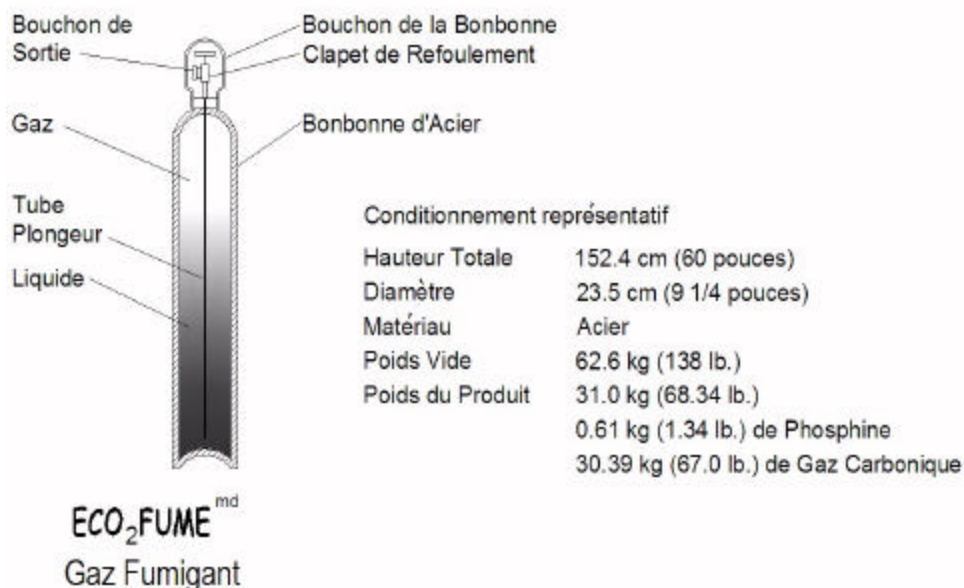 Bouchon de
Sortie
Bouchon de la Bonbonne
Clapet de Refoulement
Gaz
Bonbonne d'Acier
Tube
Plongeur
Liquide
Conditionnement représentatif
Hauteur Totale 152.4 cm (60 pouces)
Diamètre 23.5 cm (9 1/4 pouces)
Matériau Acier
Poids Vide 62.6 kg (138 lb.)
Poids du Produit 31.0 kg (68.34 lb.)
0.61 kg (1.34 lb.) de Phosphine
30.39 kg (67.0 lb.) de Gaz Carbonique
ECO₂FUME md
Gaz Fumigant